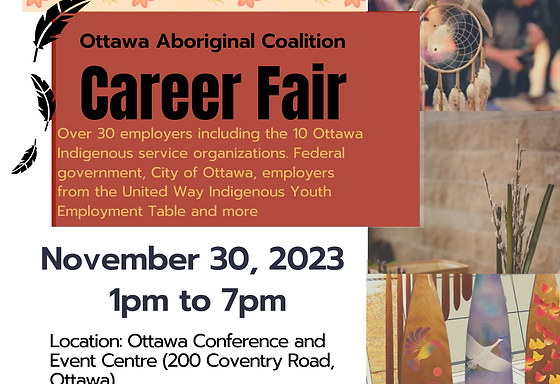 Ottawa Aboriginal Coalition
Career Fair
Over 30 employers including the 10 Ottawa
Indigenous service organizations. Federal
government, City of Ottawa, employers
from the United Way Indigenous Youth
Employment Table and more
November 30, 2023
1pm to 7pm
Location: Ottawa Conference and
Event Centre (200 Coventry Road,
Ottawa)